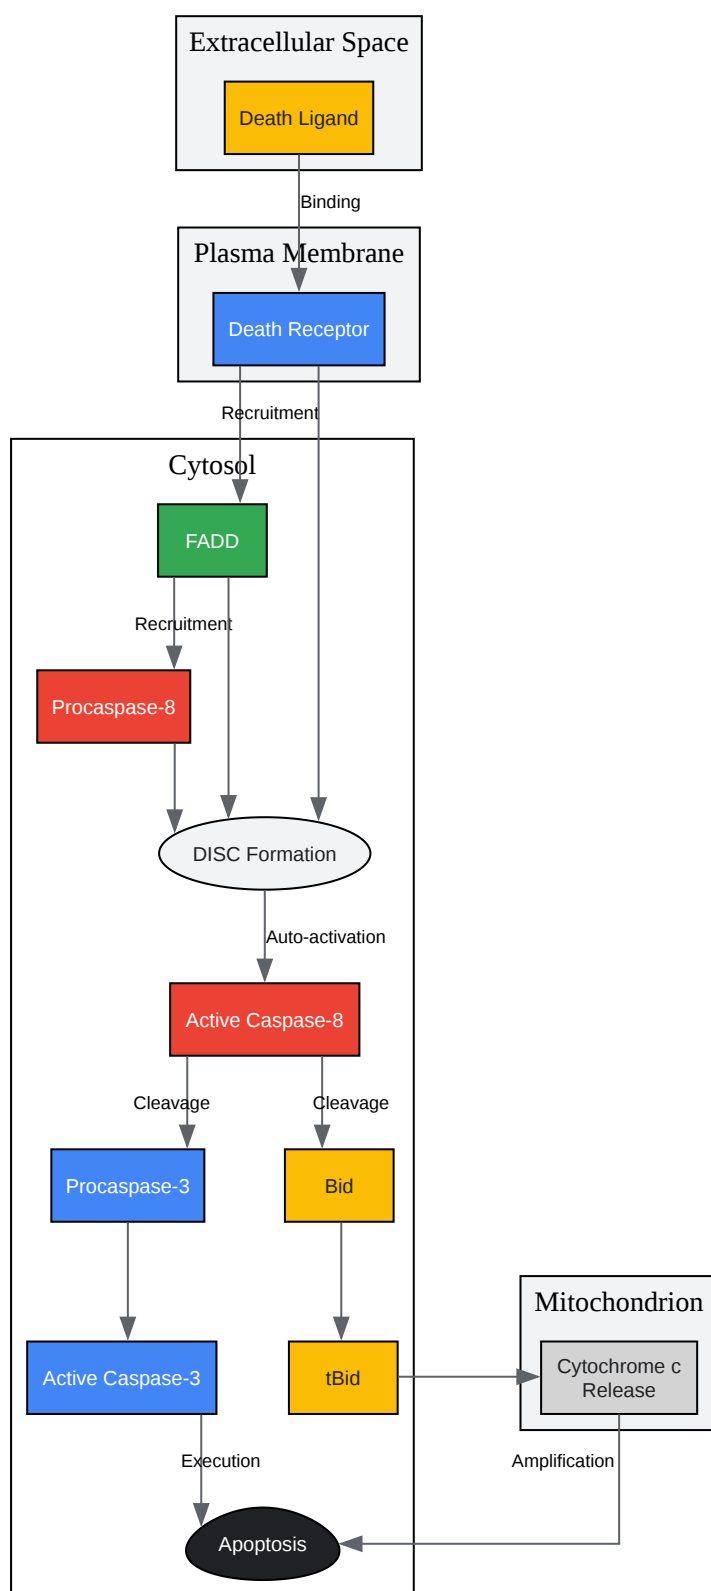 Extracellular Space
Death Ligand
Binding
Plasma Membrane
Death Receptor
Recruitment
Cytosol
FADD
Recruitment
Procaspase-8
DISC Formation
Auto-activation
Active Caspase-8
Cleavage
Cleavage
Procaspase-3
Bid
Mitochondrion
Active Caspase-3
tBid
Cytochrome c
Release
Execution
Amplification
Apoptosis